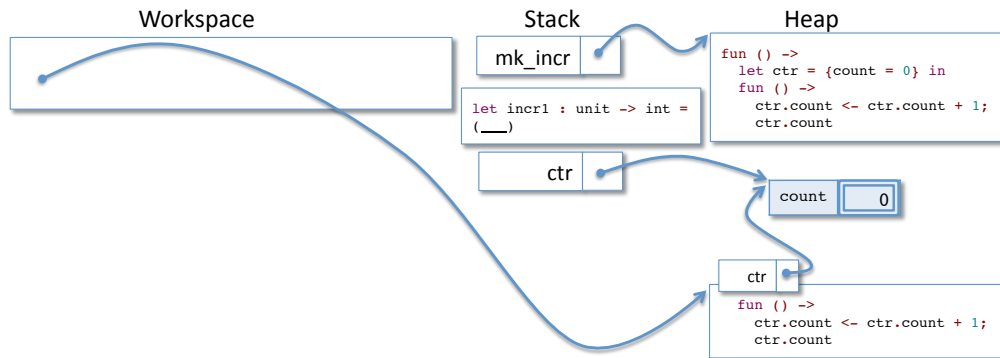 Workspace
Stack
Heap
mk_incr
fun () ->
let ctr = {count = 0} in
fun () ->
ctr.count <- ctr.count + 1;
ctr.count
let incr1 : unit -> int =
(___)
ctr
count 0
ctr
fun () ->
ctr.count <- ctr.count + 1;
ctr.count